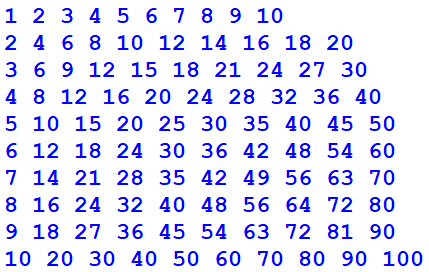 1 2 3 4 5 6 7 8 9 10
2 4 6 8 10 12 14 16 18 20
3 6 9 12 15 18 21 24 27 30
4 8 12 16 20 24 28 32 36 40
5 10 15 20 25 30 35 40 45 50
6 12 18 24 30 36 42 48 54 60
7 14 21 28 35 42 49 56 63 70
8 16 24 32 40 48 56 64 72 80
9 18 27 36 45 54 63 72 81 90
10 20 30 40 50 60 70 80 90 100